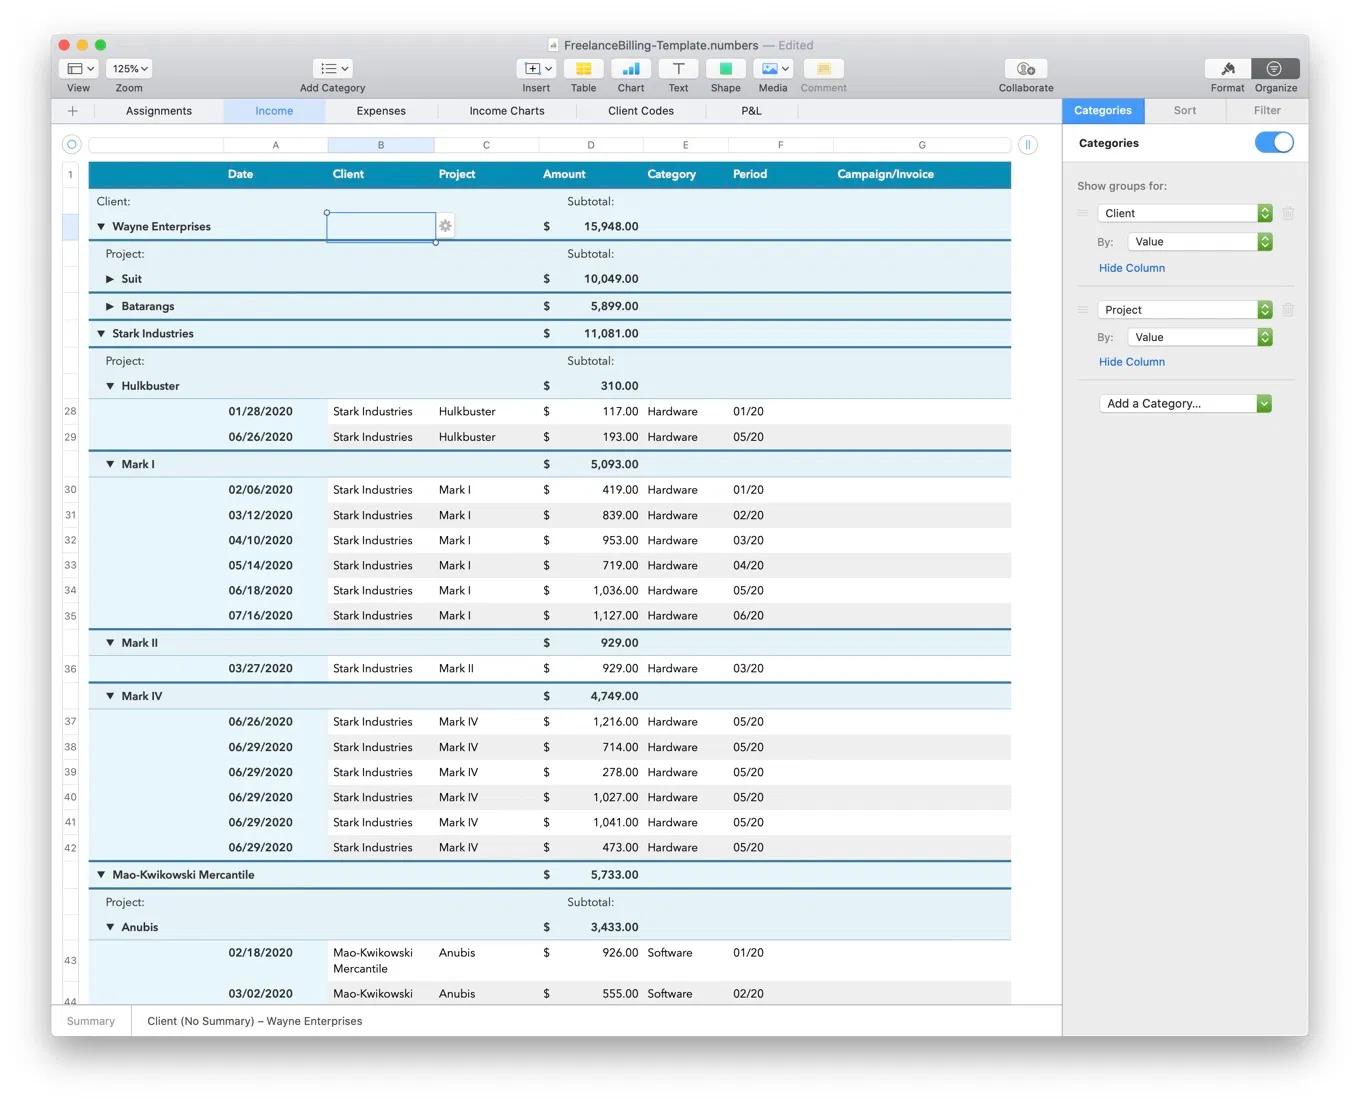 FreelanceBilling-Template.numbers — Edited
125%
View Zoom Add Category Insert Table Chart Text Shape Media Comment Collaborate Format Organize
Assignments Income Expenses Income Charts Client Codes P&L Categories Sort Filter
A B C D E F G
Categories
1 Date Client Project Amount Category Period Campaign/Invoice
Show groups for:
Client
By: Value
Hide Column
Project
By: Value
Hide Column
Add a Category...
Client: Subtotal:
Wayne Enterprises $ 15,948.00
Project: Subtotal:
Suit $ 10,049.00
Batarangs $ 5,899.00
Stark Industries $ 11,081.00
Project: Subtotal:
Hulkbuster $ 310.00
28 01/28/2020 Stark Industries Hulkbuster $ 117.00 Hardware 01/20
29 06/26/2020 Stark Industries Hulkbuster $ 193.00 Hardware 05/20
Mark I $ 5,093.00
30 02/06/2020 Stark Industries Mark I $ 419.00 Hardware 01/20
31 03/12/2020 Stark Industries Mark I $ 839.00 Hardware 02/20
32 04/10/2020 Stark Industries Mark I $ 953.00 Hardware 03/20
33 05/14/2020 Stark Industries Mark I $ 719.00 Hardware 04/20
34 06/18/2020 Stark Industries Mark I $ 1,036.00 Hardware 05/20
35 07/16/2020 Stark Industries Mark I $ 1,127.00 Hardware 06/20
Mark II $ 929.00
36 03/27/2020 Stark Industries Mark II $ 929.00 Hardware 03/20
Mark IV $ 4,749.00
37 06/26/2020 Stark Industries Mark IV $ 1,216.00 Hardware 05/20
38 06/29/2020 Stark Industries Mark IV $ 714.00 Hardware 05/20
39 06/29/2020 Stark Industries Mark IV $ 278.00 Hardware 05/20
40 06/29/2020 Stark Industries Mark IV $ 1,027.00 Hardware 05/20
41 06/29/2020 Stark Industries Mark IV $ 1,041.00 Hardware 05/20
42 06/29/2020 Stark Industries Mark IV $ 473.00 Hardware 05/20
Mao-Kwikowski Mercantile $ 5,733.00
Project: Subtotal:
Anubis $ 3,433.00
43 02/18/2020 Mao-Kwikowski Anubis $ 926.00 Software 01/20
Mercantile
44 03/02/2020 Mao-Kwikowski Anubis $ 555.00 Software 02/20
Summary Client (No Summary) – Wayne Enterprises